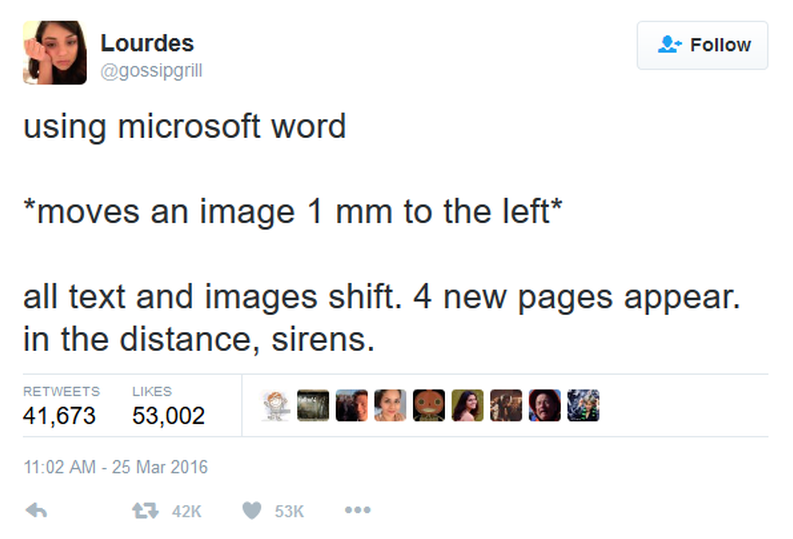 Lourdes
@gossipgrill
Follow
using microsoft word
*moves an image 1 mm to the left*
all text and images shift. 4 new pages appear.
in the distance, sirens.
RETWEETS LIKES
41,673 53,002
11:02 AM - 25 Mar 2016
42K 53K